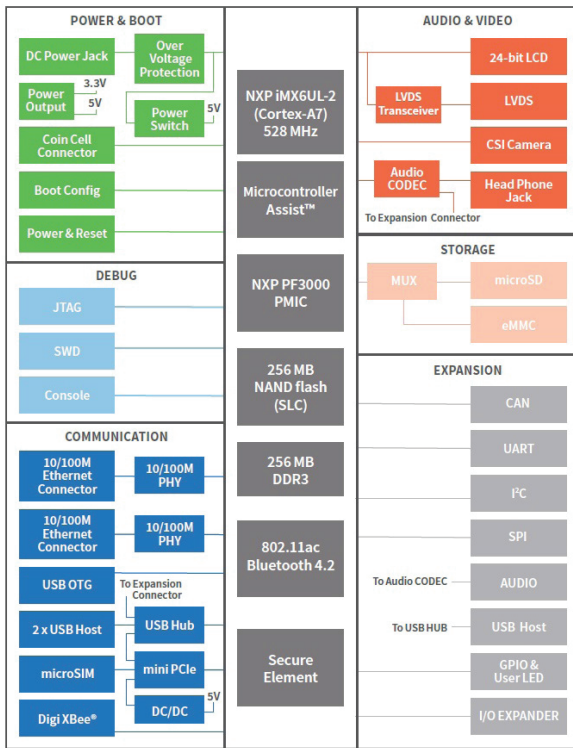 POWER & BOOT
DC Power Jack
Over
Voltage
Protection
Power
Output
3.3V
5V
Power
Switch
5V
Coin Cell
Connector
Boot Config
Power & Reset
DEBUG
JTAG
SWD
Console
COMMUNICATION
10/100M
Ethernet
Connector
10/100M
PHY
10/100M
Ethernet
Connector
10/100M
PHY
USB OTG
To Expansion
Connector
2 x USB Host
USB Hub
microSIM
mini PCIe
5V
Digi XBee®
DC/DC
NXP iMX6UL-2
(Cortex-A7)
528 MHz
Microcontroller
Assist™
NXP PF3000
PMIC
256 MB
NAND flash
(SLC)
256 MB
DDR3
802.11ac
Bluetooth 4.2
Secure
Element
AUDIO & VIDEO
24-bit LCD
LVDS
Transceiver
LVDS
CSI Camera
Audio
CODEC
Head Phone
Jack
To Expansion Connector
STORAGE
MUX
microSD
eMMC
EXPANSION
CAN
UART
I²C
SPI
To Audio CODEC
AUDIO
To USB HUB
USB Host
GPIO &
User LED
I/O EXPANDER